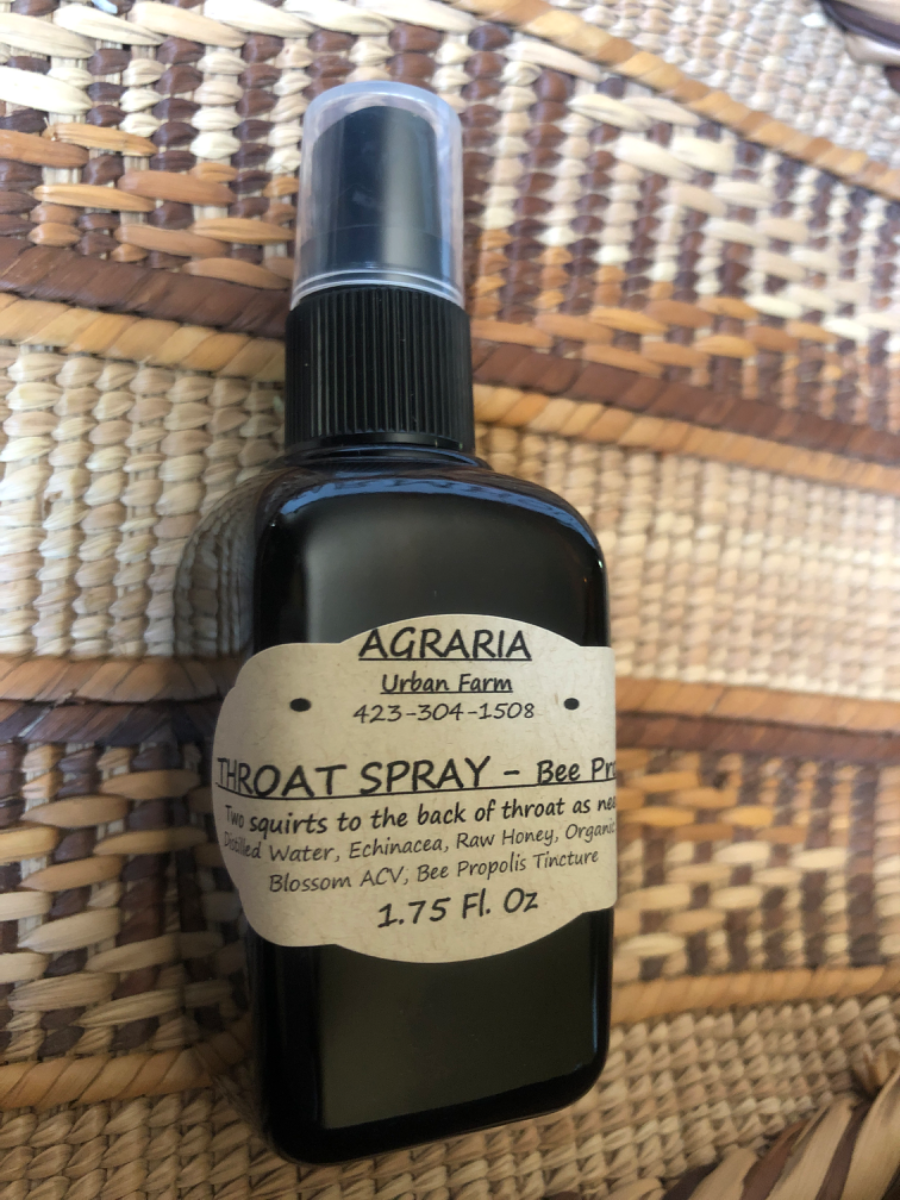 AGRARIA
Urban Farm
423-304-1508
THROAT SPRAY - Bee
Two squirts to the back of throat as
Distilled Water, Echinacea, Raw Honey, Organic
Blossom ACV, Bee Propolis Tincture
1.75 Fl. Oz